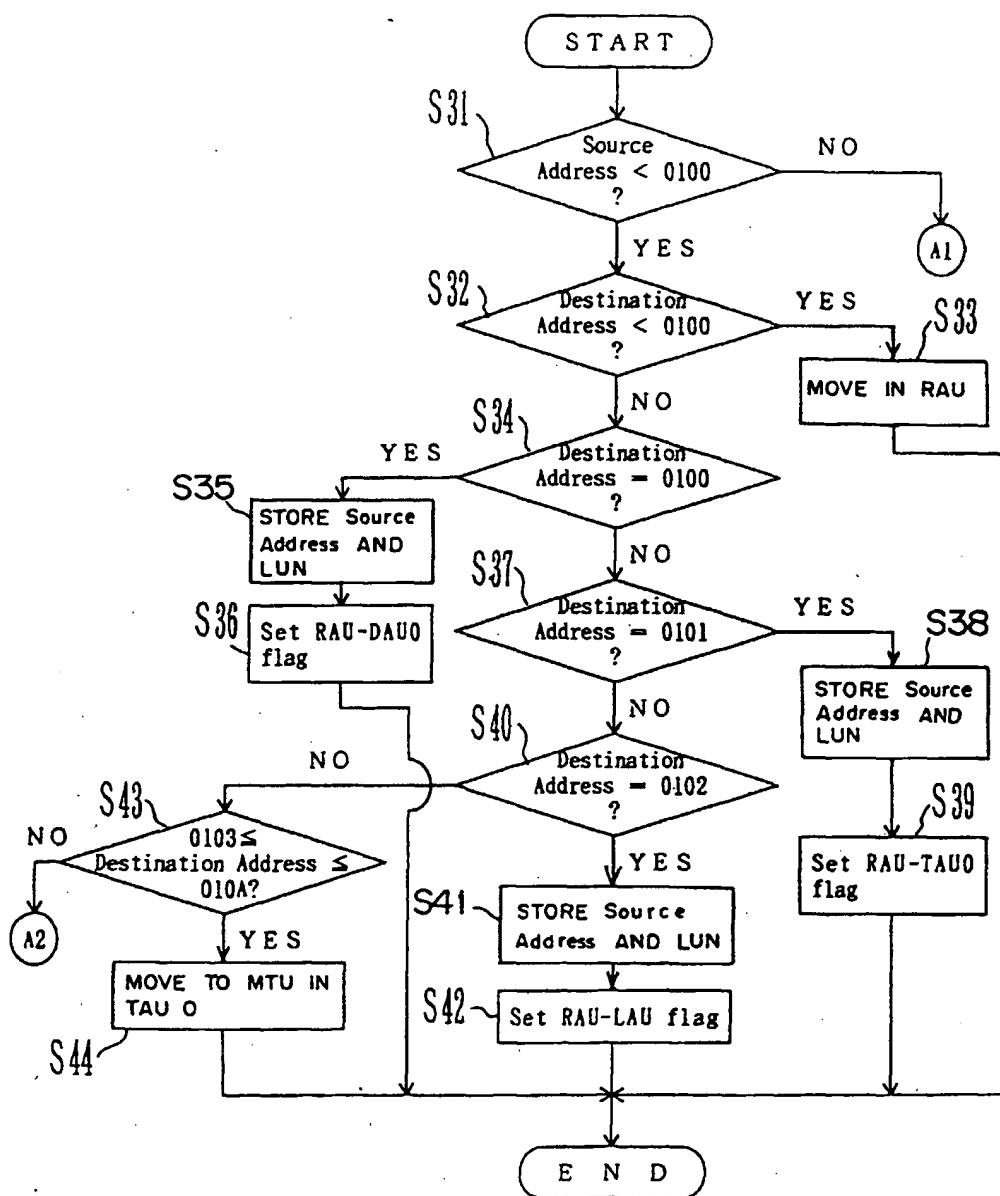 START
S31
Source
Address < 0100
?
NO
A1
YES
S32
Destination
Address < 0100
?
YES
S33
MOVE IN RAU
NO
S34
Destination
Address = 0100
?
YES
S35
STORE Source
Address AND
LUN
NO
S36
Set RAU-DAU0
flag
S37
Destination
Address = 0101
?
YES
S38
STORE Source
Address AND
LUN
NO
S40
Destination
Address = 0102
?
NO
S43
0103≦
Destination Address ≦
010A?
NO
A2
YES
S39
Set RAU-TAU0
flag
YES
S41
STORE Source
Address AND LUN
MOVE TO MTU IN
TAU 0
S44
S42
Set RAU-LAU flag
END